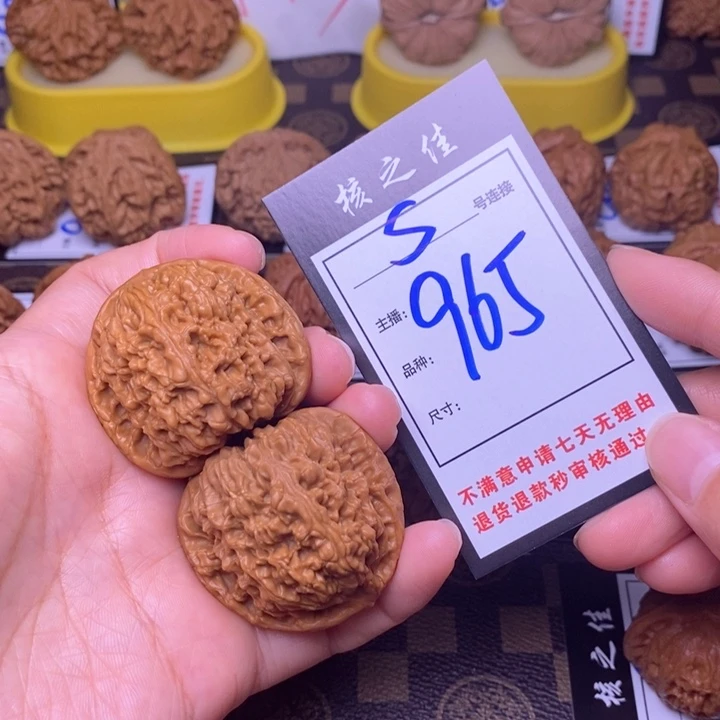 核之佳
S 号连接
965
主播：
品种：
尺寸：
不满意申请七天无理由
退货退款秒审核通过
核之佳